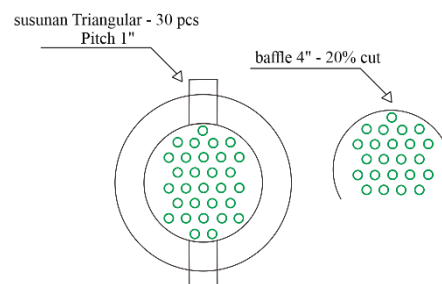 susunan Triangular - 30 pcs
Pitch 1"
baffle 4" - 20% cut